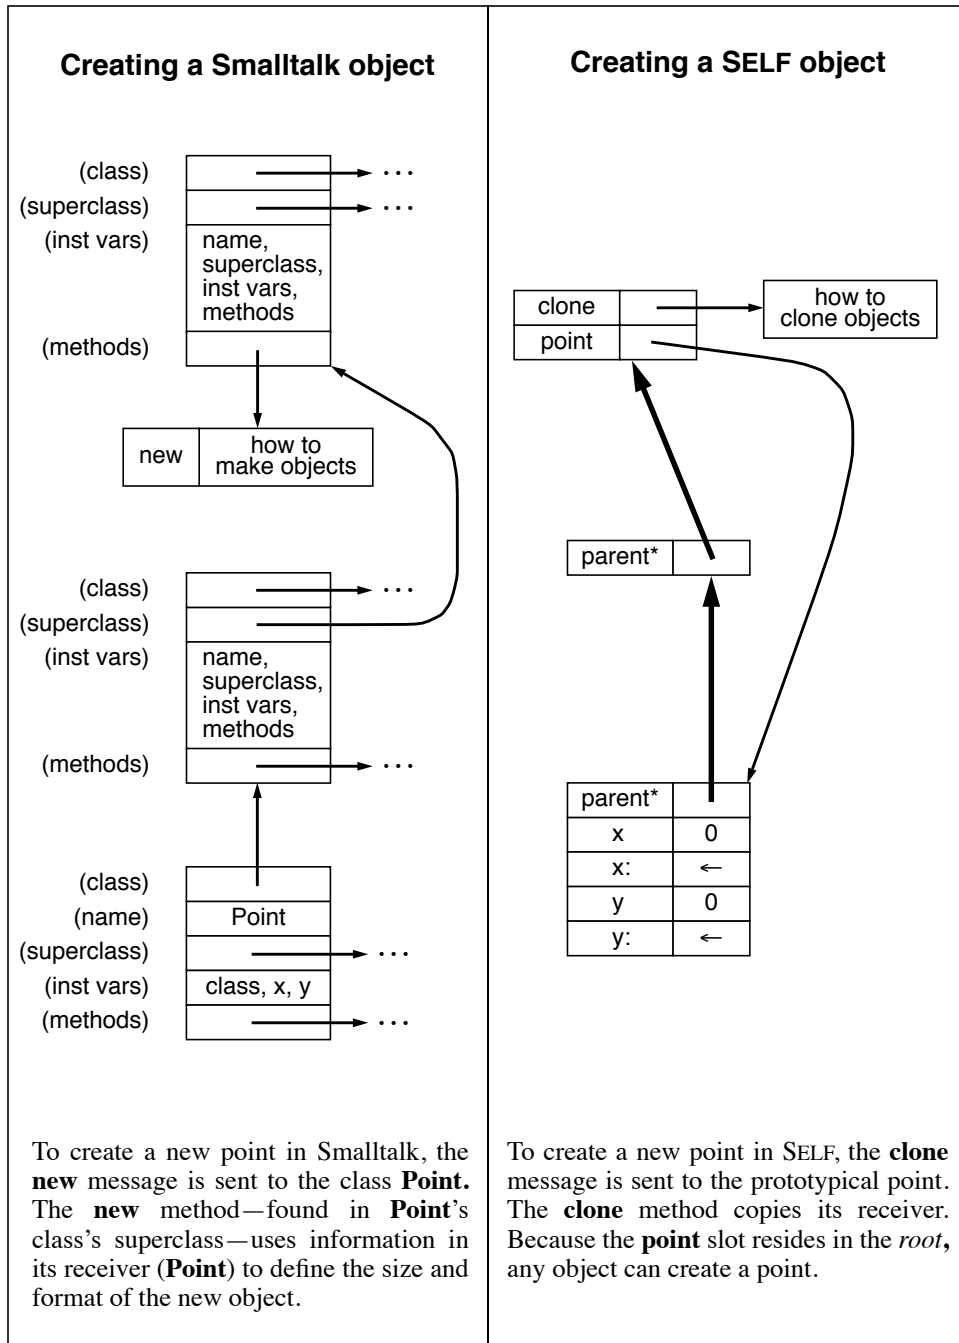 Creating a Smalltalk object
(class)
...
(superclass)
...
(inst vars)
name,
superclass,
inst vars,
methods
(methods)
new
how to
make objects
(class)
...
(superclass)
(inst vars)
name,
superclass,
inst vars,
methods
(methods)
...
(class)
(name)
Point
(superclass)
...
(inst vars)
class, x, y
(methods)
...
To create a new point in Smalltalk, the
new message is sent to the class Point.
The new method—found in Point's
class's superclass—uses information in
its receiver (Point) to define the size and
format of the new object.
Creating a SELF object
clone
how to
clone objects
point
parent*
parent*
x
0
x:
←
y
0
y:
←
To create a new point in SELF, the clone
message is sent to the prototypical point.
The clone method copies its receiver.
Because the point slot resides in the root,
any object can create a point.